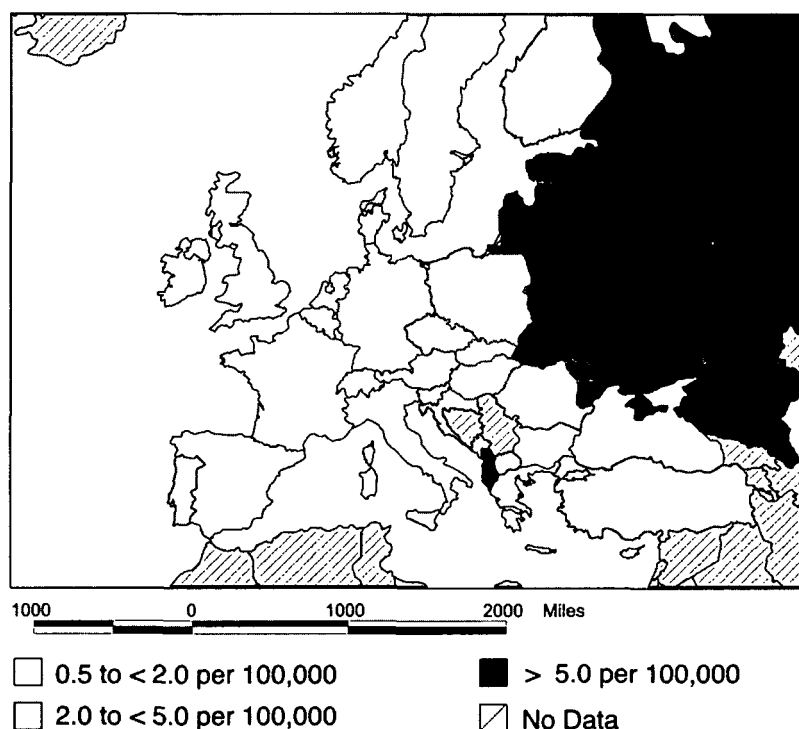 1000 0 1000 2000 Miles
0.5 to < 2.0 per 100,000
2.0 to < 5.0 per 100,000
> 5.0 per 100,000
No Data